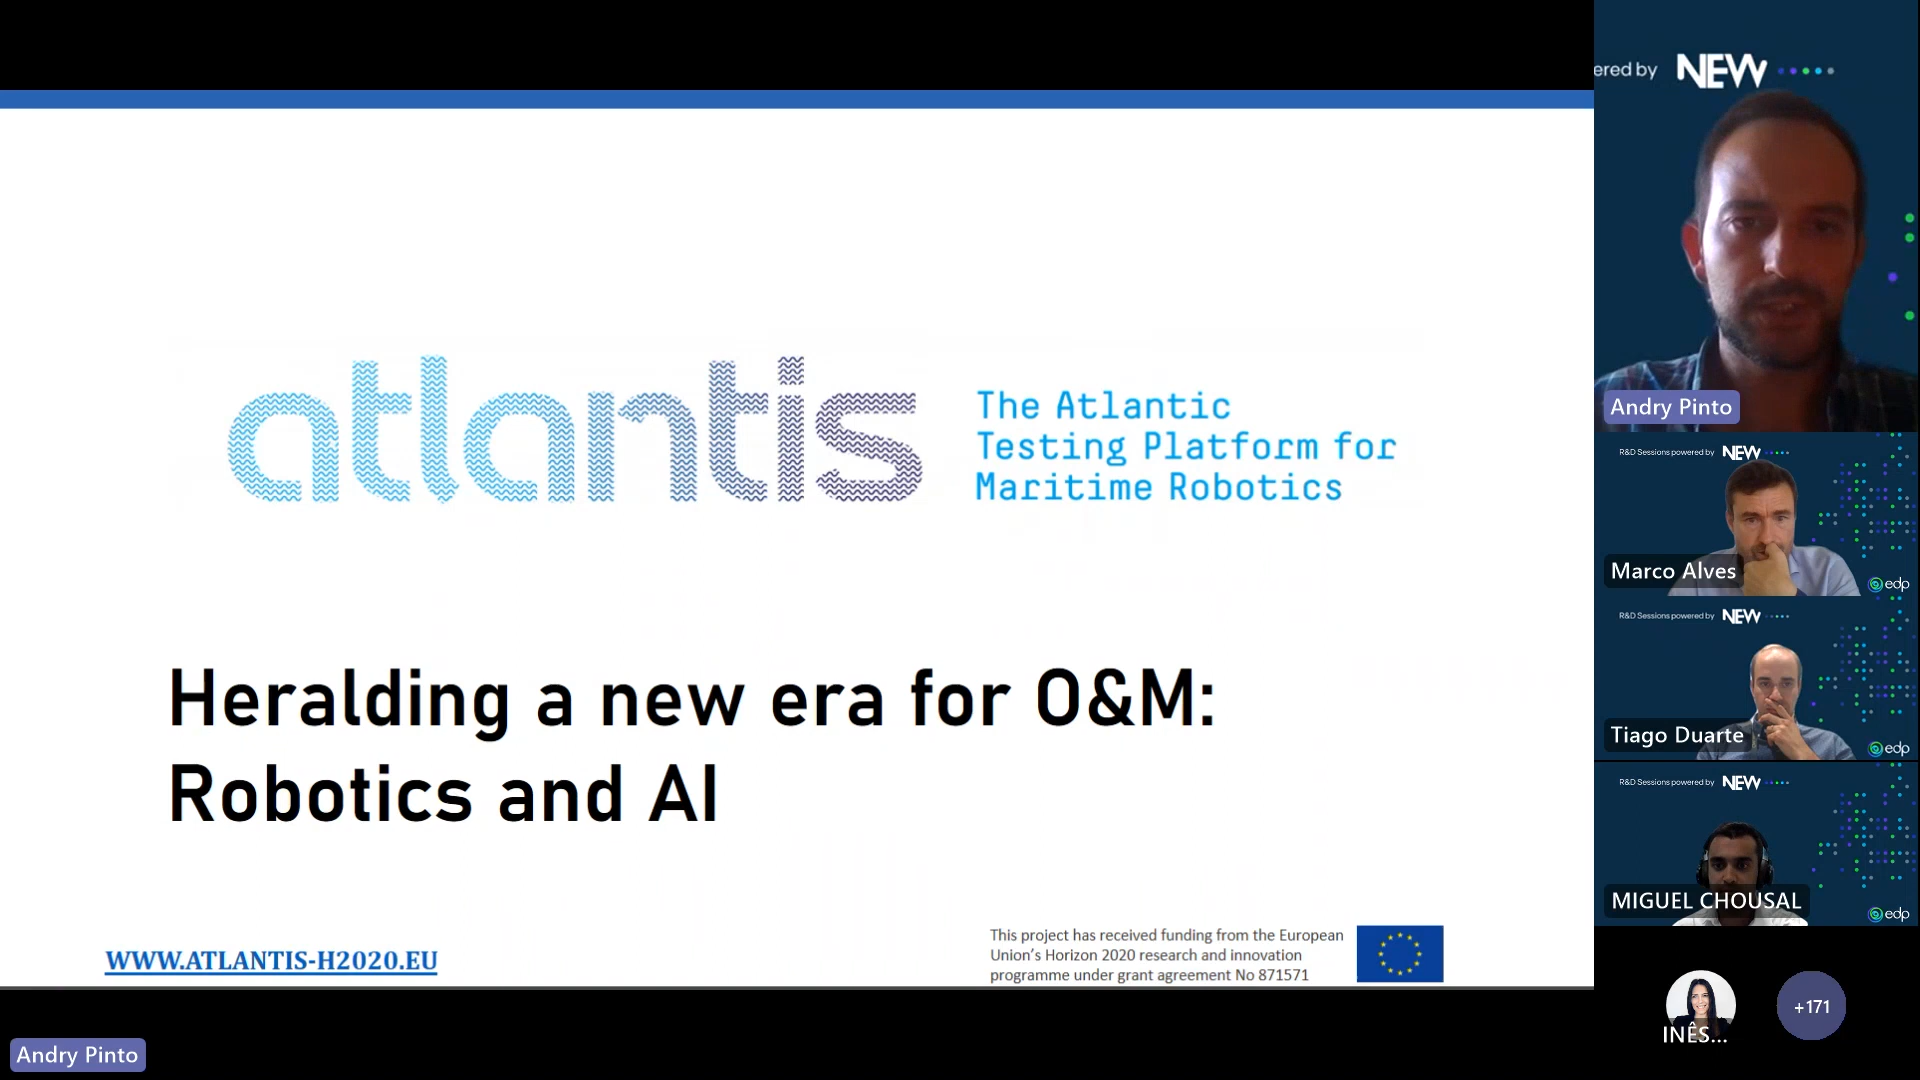 atlantis
The Atlantic
Testing Platform for
Maritime Robotics
Heralding a new era for O&M:
Robotics and AI
WWW.ATLANTIS-H2020.EU
This project has received funding from the European
Union's Horizon 2020 research and innovation
programme under grant agreement No 871571
Andry Pinto
ered by NEW
Andry Pinto
R&D Sessions powered by NEW
Marco Alves
edp
R&D Sessions powered by NEW
Tiago Duarte
edp
R&D Sessions powered by NEW
MIGUEL CHOUSAL
edp
INÊS...
+171